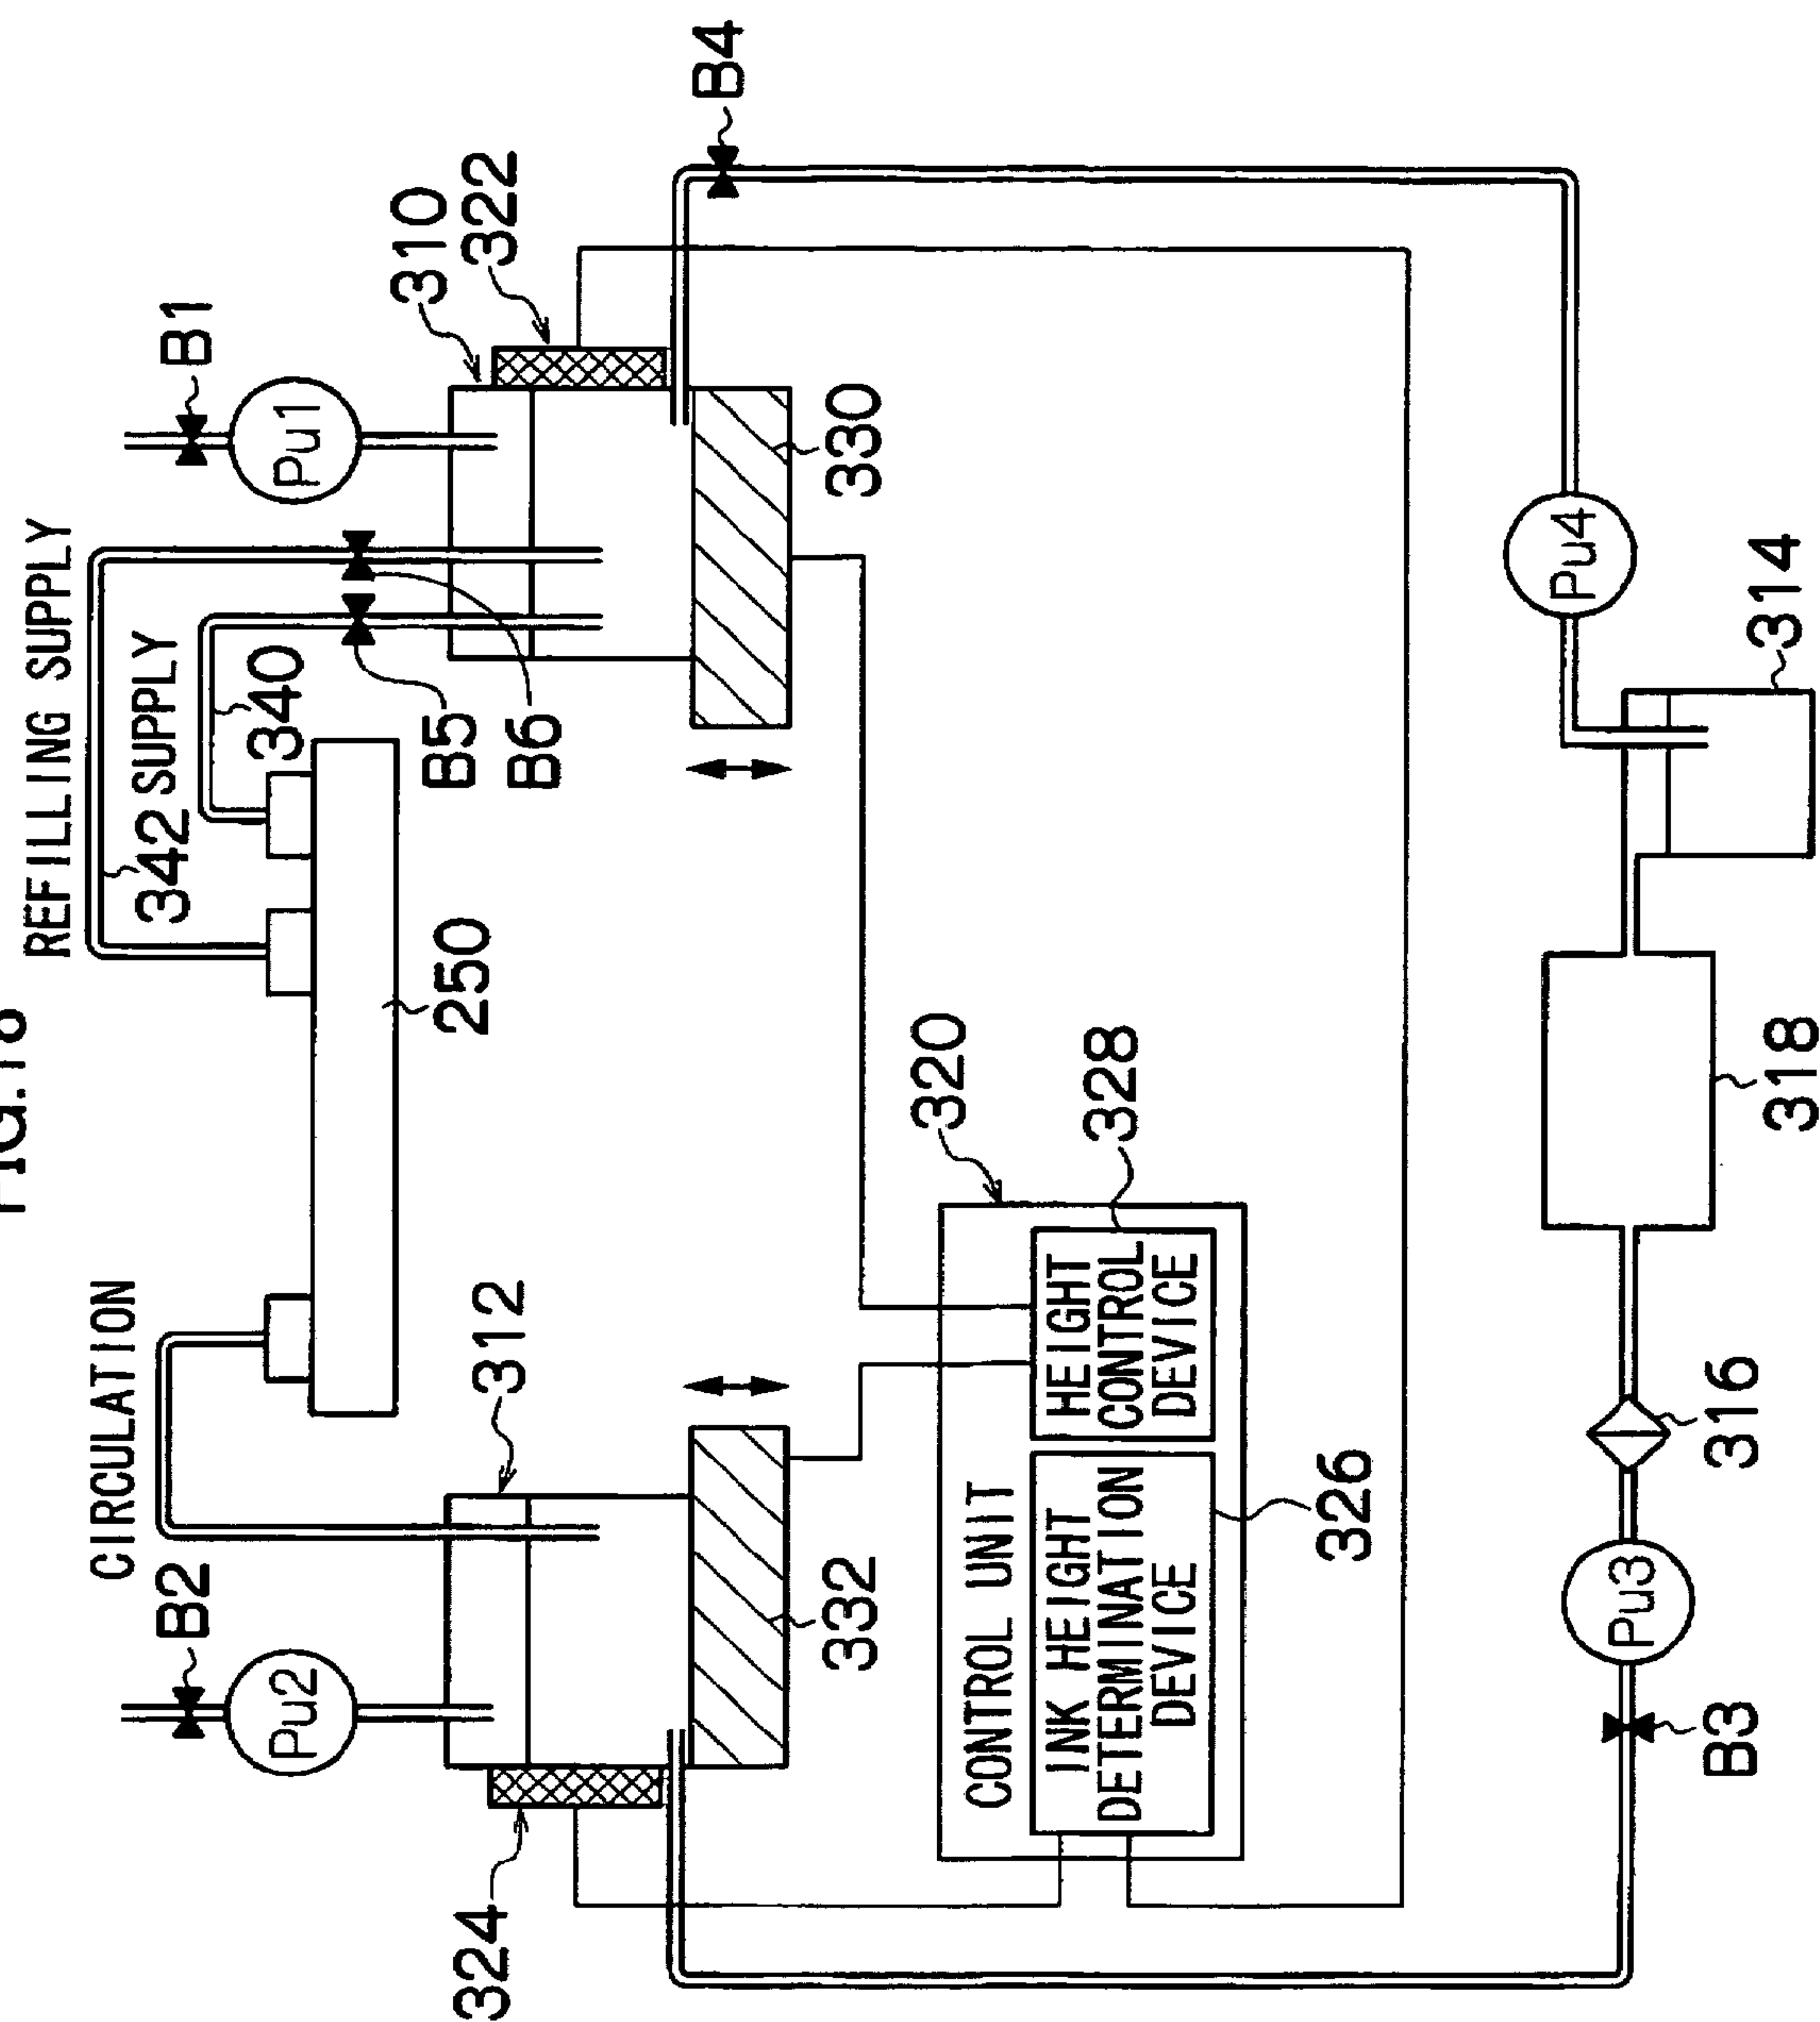 FIG.18
REFILLING SUPPLY
CIRCULATION
342
SUPPLY
340
B2
B1
Pu2
Pu1
312
310
322
B4
250
B5
B6
324
332
330
320
328
CONTROL UNIT
INK HEIGHT
DETERMINATION
DEVICE
HEIGHT
CONTROL
DEVICE
326
Pu4
Pu3
B3
316
318
314